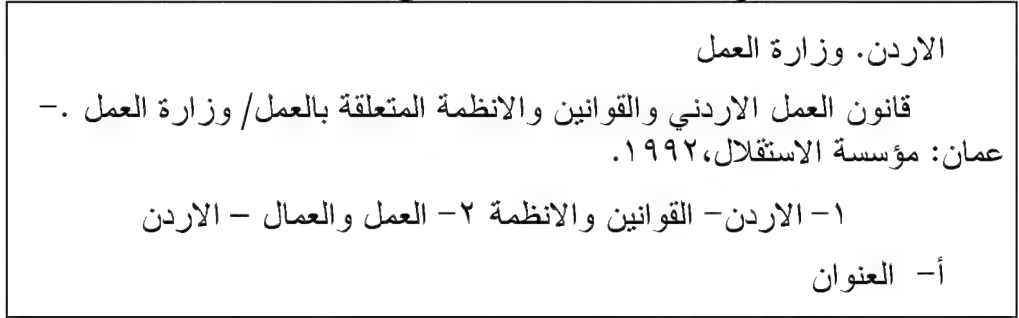 الاردن. وزارة العمل
قانون العمل الاردني والقوانين والانظمة المتعلقة بالعمل/ وزارة العمل .-
عمان: مؤسسة الاستقلال،١٩٩٢.
١- الاردن- القوانين والانظمة ٢- العمل والعمال – الاردن
أ- العنوان